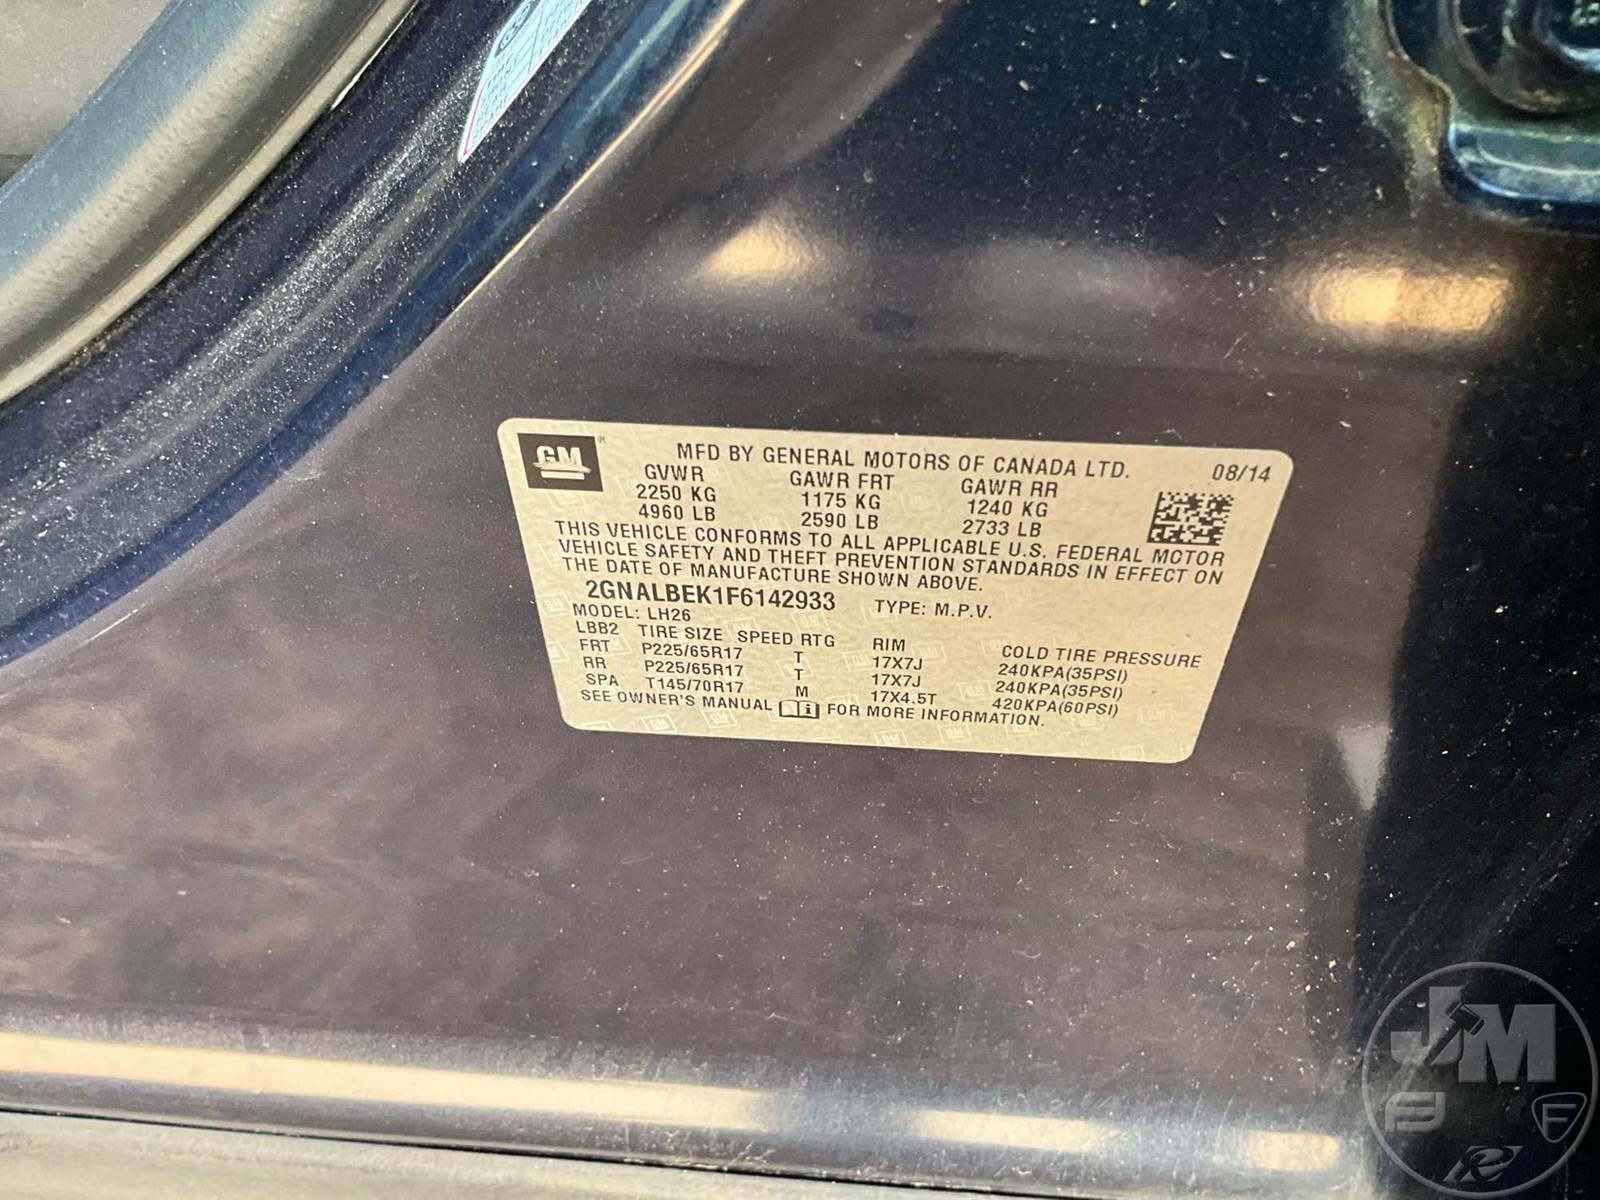 GM
MFD BY GENERAL MOTORS OF CANADA LTD. 08/14
GVWR GAWR FRT GAWR RR
2250 KG 1175 KG 1240 KG
4960 LB 2590 LB 2733 LB
THIS VEHICLE CONFORMS TO ALL APPLICABLE U.S. FEDERAL MOTOR
VEHICLE SAFETY AND THEFT PREVENTION STANDARDS IN EFFECT ON
THE DATE OF MANUFACTURE SHOWN ABOVE.
2GNALBEK1F6142933 TYPE: M.P.V.
MODEL: LH26
LBB2 TIRE SIZE SPEED RTG RIM COLD TIRE PRESSURE
FRT P225/65R17 T 17X7J 240KPA(35PSI)
RR P225/65R17 T 17X7J 240KPA(35PSI)
SPA T145/70R17 M 17X4.5T 420KPA(60PSI)
SEE OWNER'S MANUAL FOR MORE INFORMATION.
JM